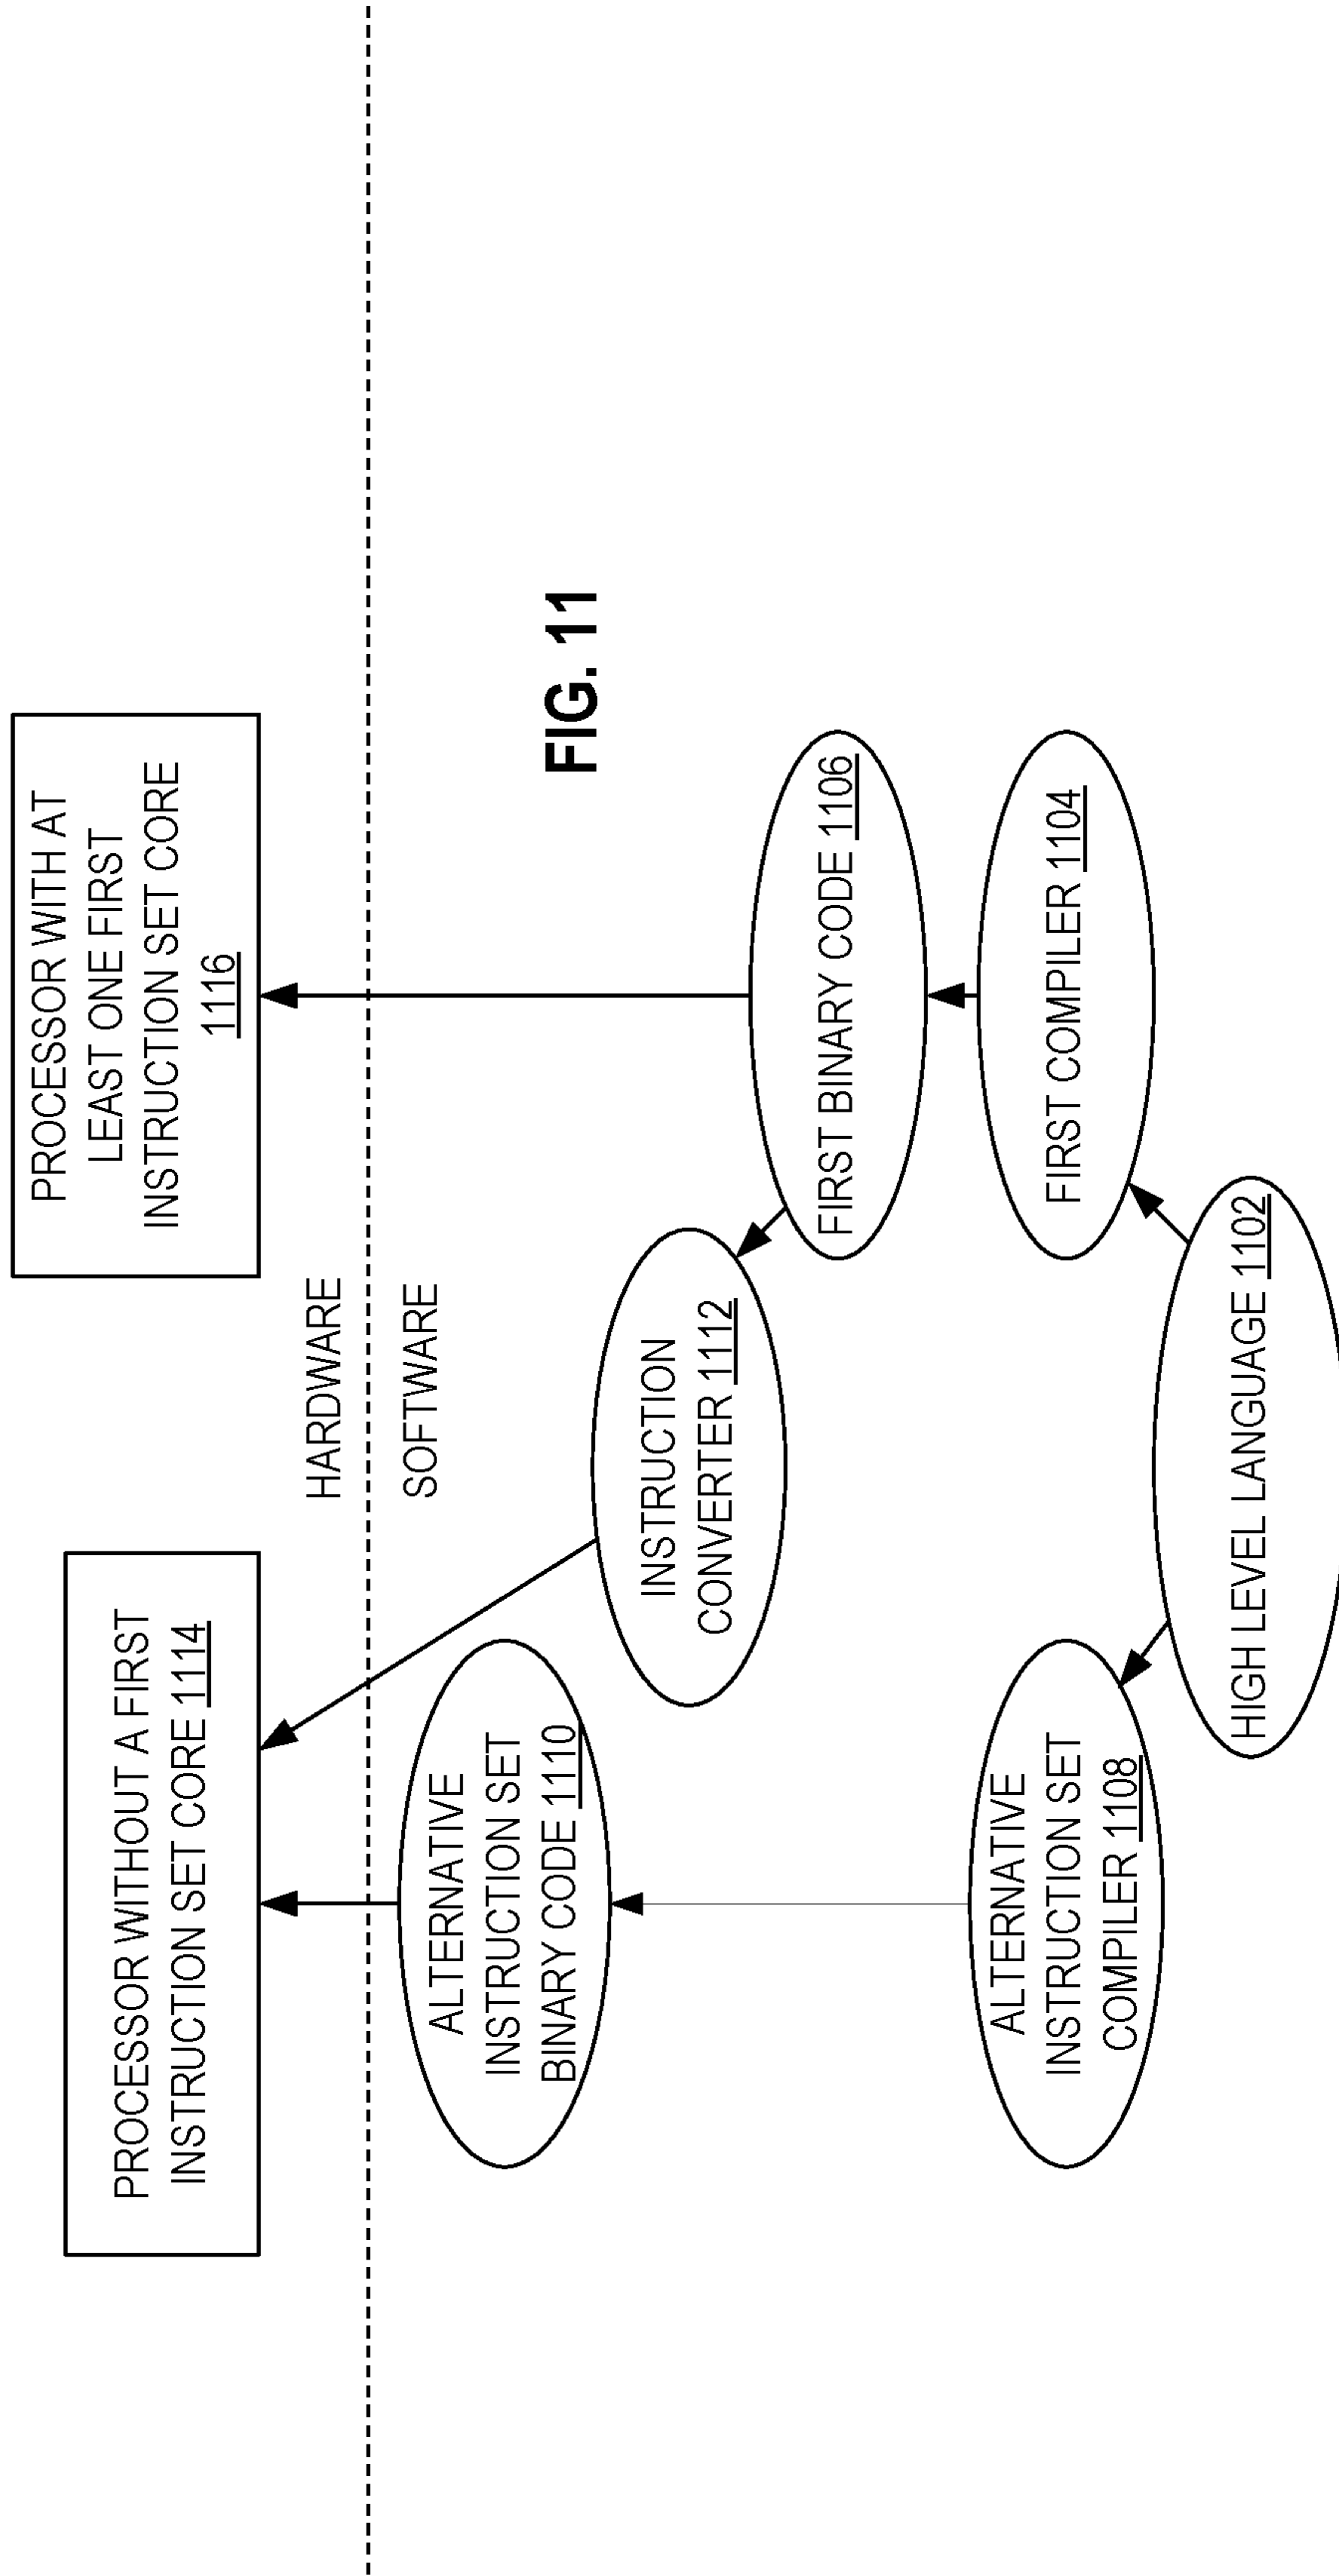 PROCESSOR WITHOUT A FIRST
INSTRUCTION SET CORE 1114
PROCESSOR WITH AT
LEAST ONE FIRST
INSTRUCTION SET CORE
1116
HARDWARE
SOFTWARE
ALTERNATIVE
INSTRUCTION SET
BINARY CODE 1110
INSTRUCTION
CONVERTER 1112
FIG. 11
FIRST BINARY CODE 1106
ALTERNATIVE
INSTRUCTION SET
COMPILER 1108
FIRST COMPILER 1104
HIGH LEVEL LANGUAGE 1102